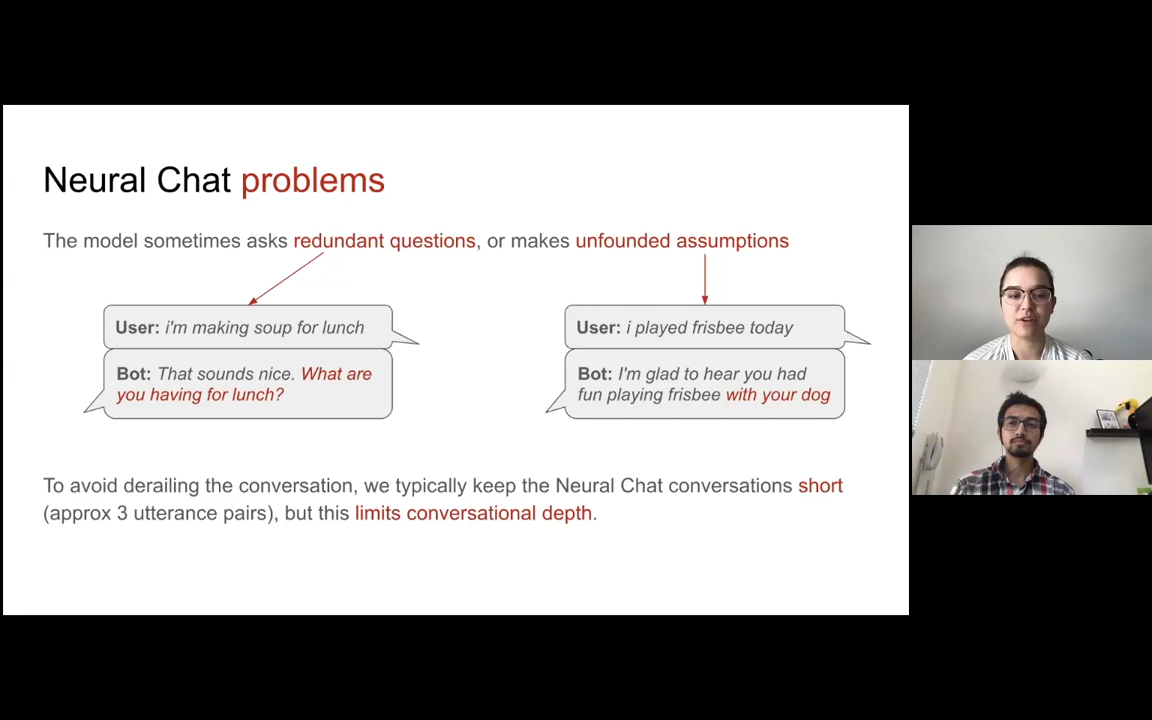 Neural Chat problems
The model sometimes asks redundant questions, or makes unfounded assumptions
User: i'm making soup for lunch
Bot: That sounds nice. What are
you having for lunch?
User: i played frisbee today
Bot: I'm glad to hear you had
fun playing frisbee with your dog
To avoid derailing the conversation, we typically keep the Neural Chat conversations short
(approx 3 utterance pairs), but this limits conversational depth.